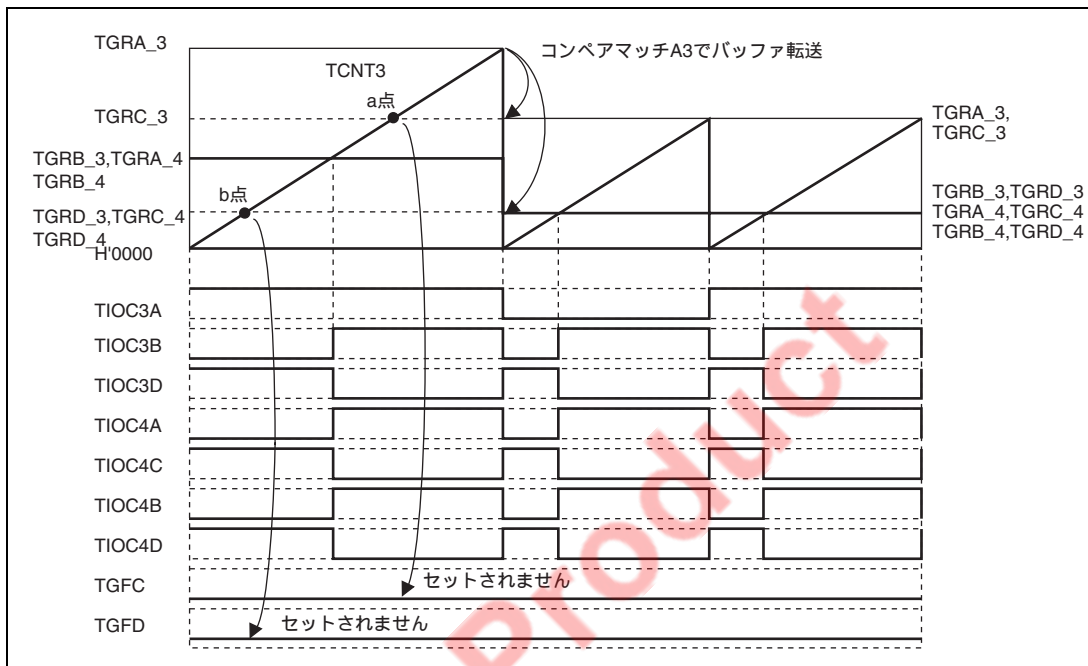 TGRA_3
TCNT3
コンペアマッチA3でバッファ転送
a点
TGRC_3
TGRA_3,
TGRC_3
TGRB_3,TGRA_4
TGRB_4
b点
TGRD_3,TGRC_4
TGRD_4
H'0000
TGRB_3,TGRD_3
TGRA_4,TGRC_4
TGRB_4,TGRD_4
TIOC3A
TIOC3B
TIOC3D
TIOC4A
TIOC4C
TIOC4B
TIOC4D
TGFC
セットされません
TGFD
セットされません
Product